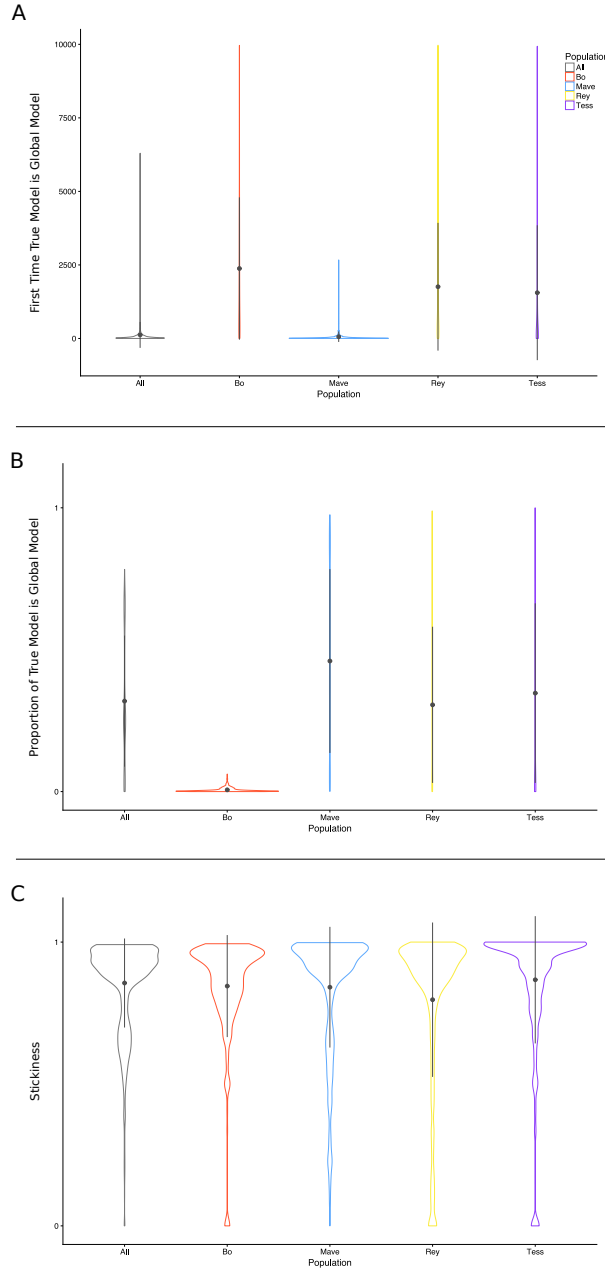 A
First Time True Model is Global Model
10000
7500
5000
2500
0
All
Bo
Mave
Rey
Tess
Population
Population
All
Bo
Mave
Rey
Tess
B
Proportion of True Model is Global Model
1
0
All
Bo
Mave
Rey
Tess
Population
C
Stickiness
1
0
All
Bo
Mave
Rey
Tess
Population